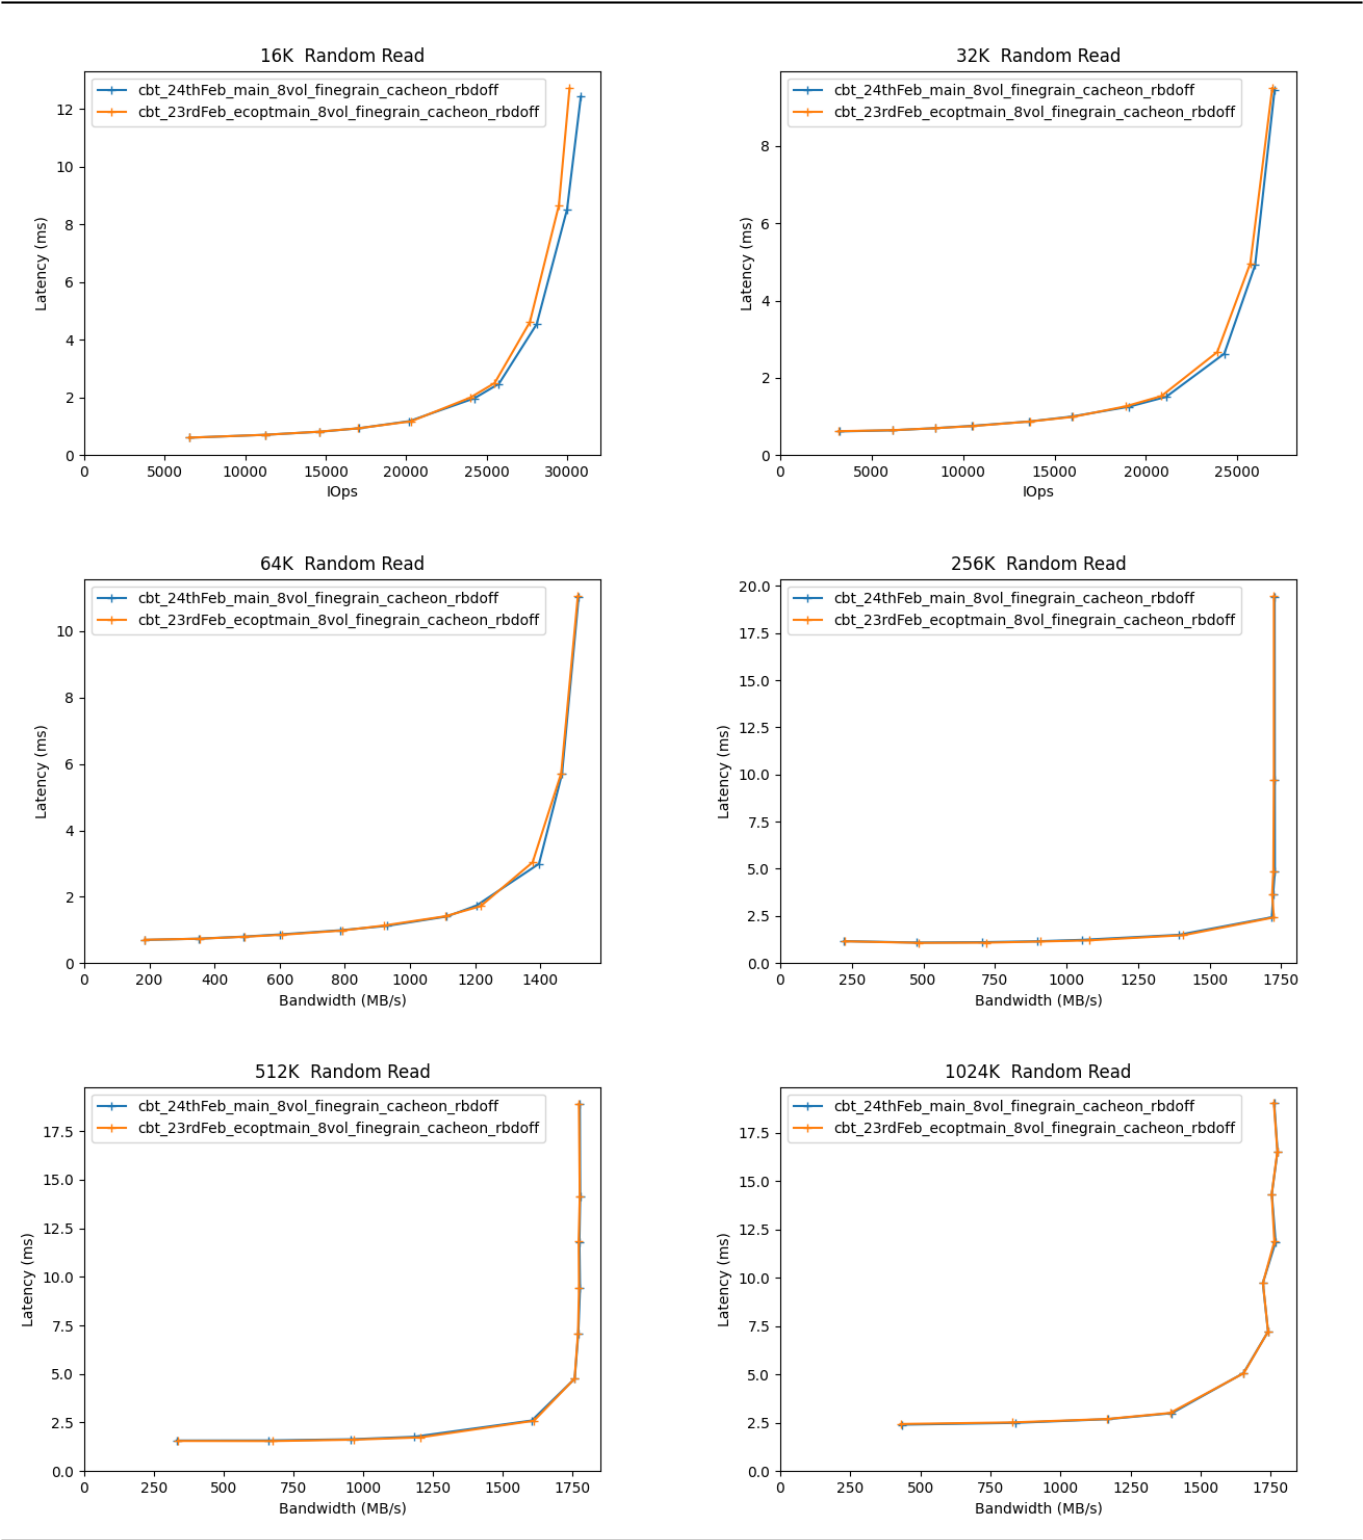 16K  Random Read
cbt_24thFeb_main_8vol_finegrain_cacheon_rbdoff
cbt_23rdFeb_ecoptmain_8vol_finegrain_cacheon_rbdoff
12
10
8
6
4
2
0
Latency (ms)
0 5000 10000 15000 20000 25000 30000
IOps
32K  Random Read
cbt_24thFeb_main_8vol_finegrain_cacheon_rbdoff
cbt_23rdFeb_ecoptmain_8vol_finegrain_cacheon_rbdoff
8
6
4
2
0
Latency (ms)
0 5000 10000 15000 20000 25000
IOps
64K  Random Read
cbt_24thFeb_main_8vol_finegrain_cacheon_rbdoff
cbt_23rdFeb_ecoptmain_8vol_finegrain_cacheon_rbdoff
10
8
6
4
2
0
Latency (ms)
0 200 400 600 800 1000 1200 1400
Bandwidth (MB/s)
256K  Random Read
cbt_24thFeb_main_8vol_finegrain_cacheon_rbdoff
cbt_23rdFeb_ecoptmain_8vol_finegrain_cacheon_rbdoff
20.0
17.5
15.0
12.5
10.0
7.5
5.0
2.5
0.0
Latency (ms)
0 250 500 750 1000 1250 1500 1750
Bandwidth (MB/s)
512K  Random Read
cbt_24thFeb_main_8vol_finegrain_cacheon_rbdoff
cbt_23rdFeb_ecoptmain_8vol_finegrain_cacheon_rbdoff
17.5
15.0
12.5
10.0
7.5
5.0
2.5
0.0
Latency (ms)
0 250 500 750 1000 1250 1500 1750
Bandwidth (MB/s)
1024K  Random Read
cbt_24thFeb_main_8vol_finegrain_cacheon_rbdoff
cbt_23rdFeb_ecoptmain_8vol_finegrain_cacheon_rbdoff
17.5
15.0
12.5
10.0
7.5
5.0
2.5
0.0
Latency (ms)
0 250 500 750 1000 1250 1500 1750
Bandwidth (MB/s)